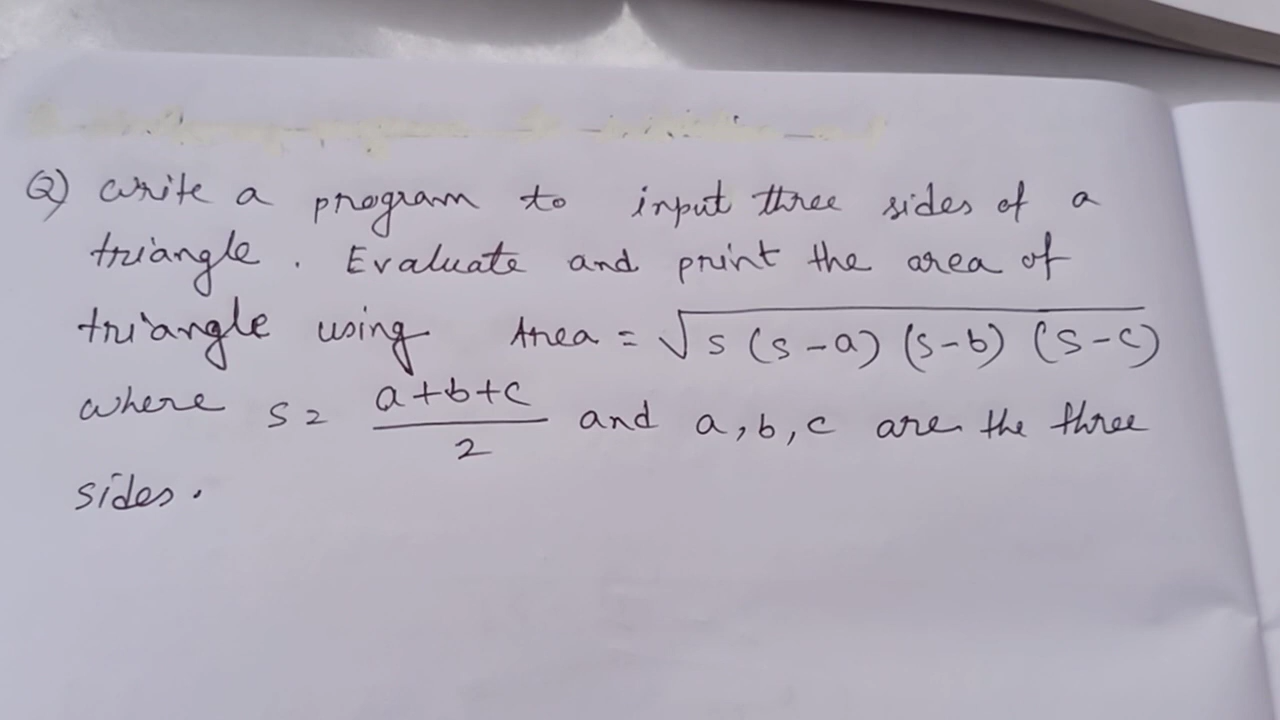 Q) Write a program to input three sides of a
triangle. Evaluate and print the area of
triangle using Area = √s (s-a) (s-b) (s-c)
where s = a+b+c/2 and a, b, c are the three
sides.